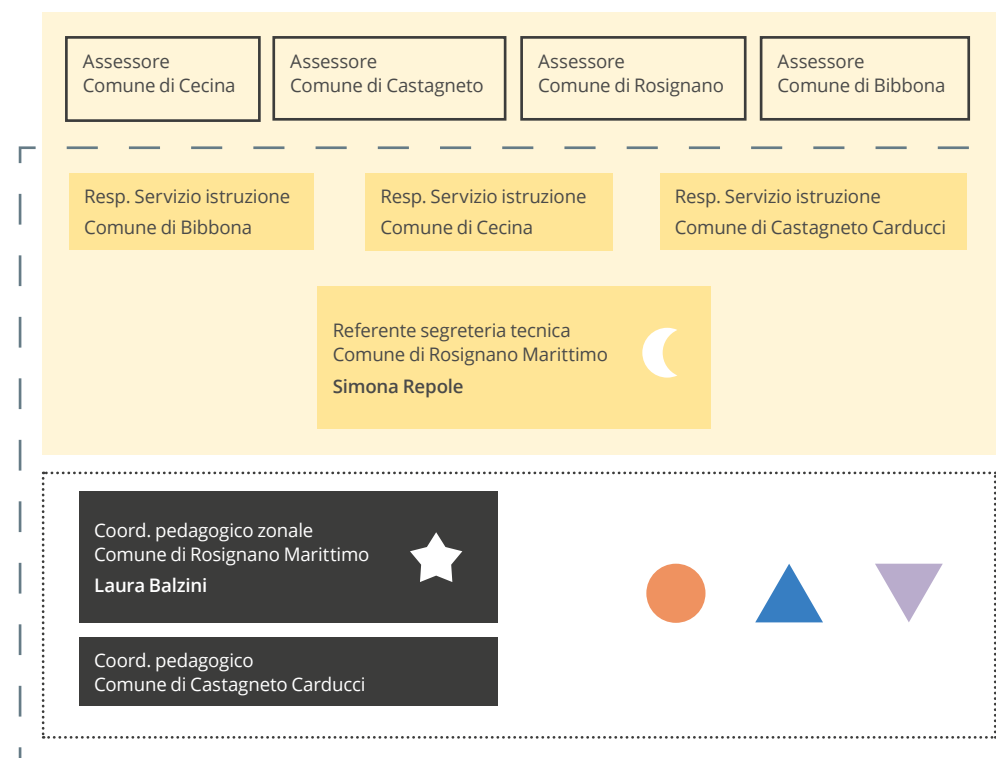 Assessore
Comune di Cecina
Assessore
Comune di Castagneto
Assessore
Comune di Rosignano
Assessore
Comune di Bibbona
Resp. Servizio istruzione
Comune di Bibbona
Resp. Servizio istruzione
Comune di Cecina
Resp. Servizio istruzione
Comune di Castagneto Carducci
Referente segreteria tecnica
Comune di Rosignano Marittimo
Simona Repole
Coord. pedagogico zonale
Comune di Rosignano Marittimo
Laura Balzini
Coord. pedagogico
Comune di Castagneto Carducci